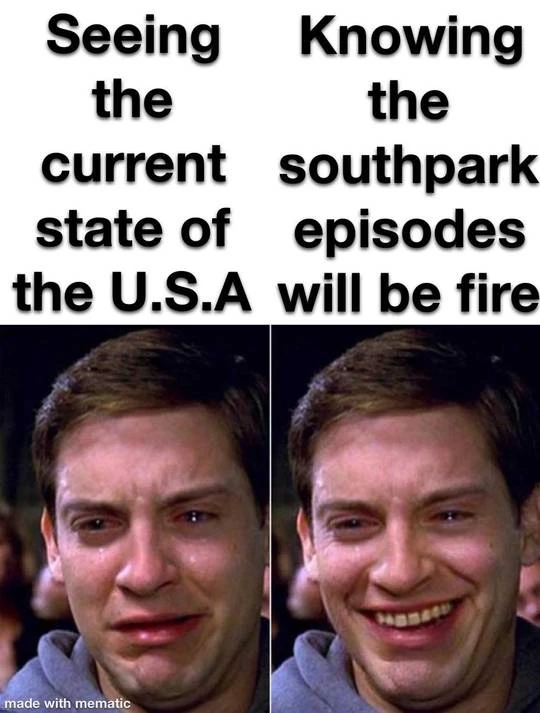 Seeing
the
current
state of
the U.S.A
Knowing
the
southpark
episodes
will be fire
made with mematic